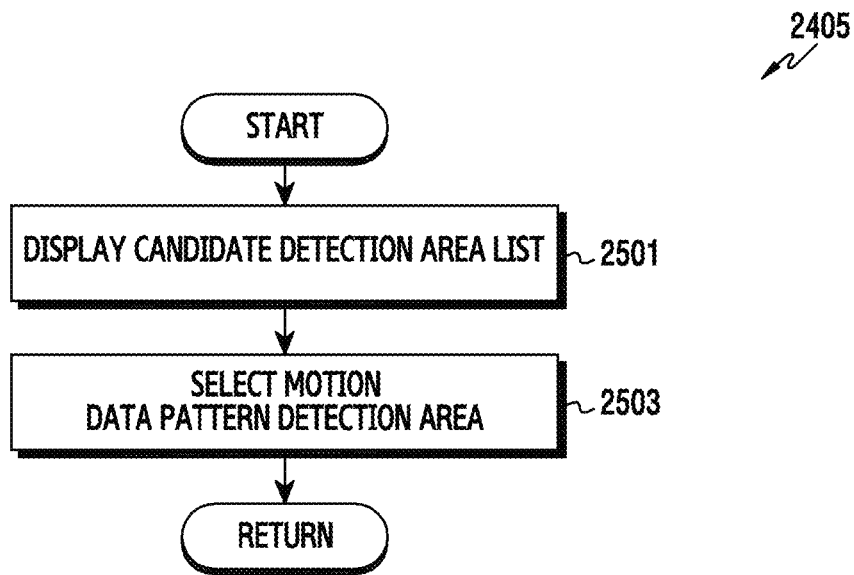 2405
START
DISPLAY CANDIDATE DETECTION AREA LIST
2501
SELECT MOTION
DATA PATTERN DETECTION AREA
2503
RETURN